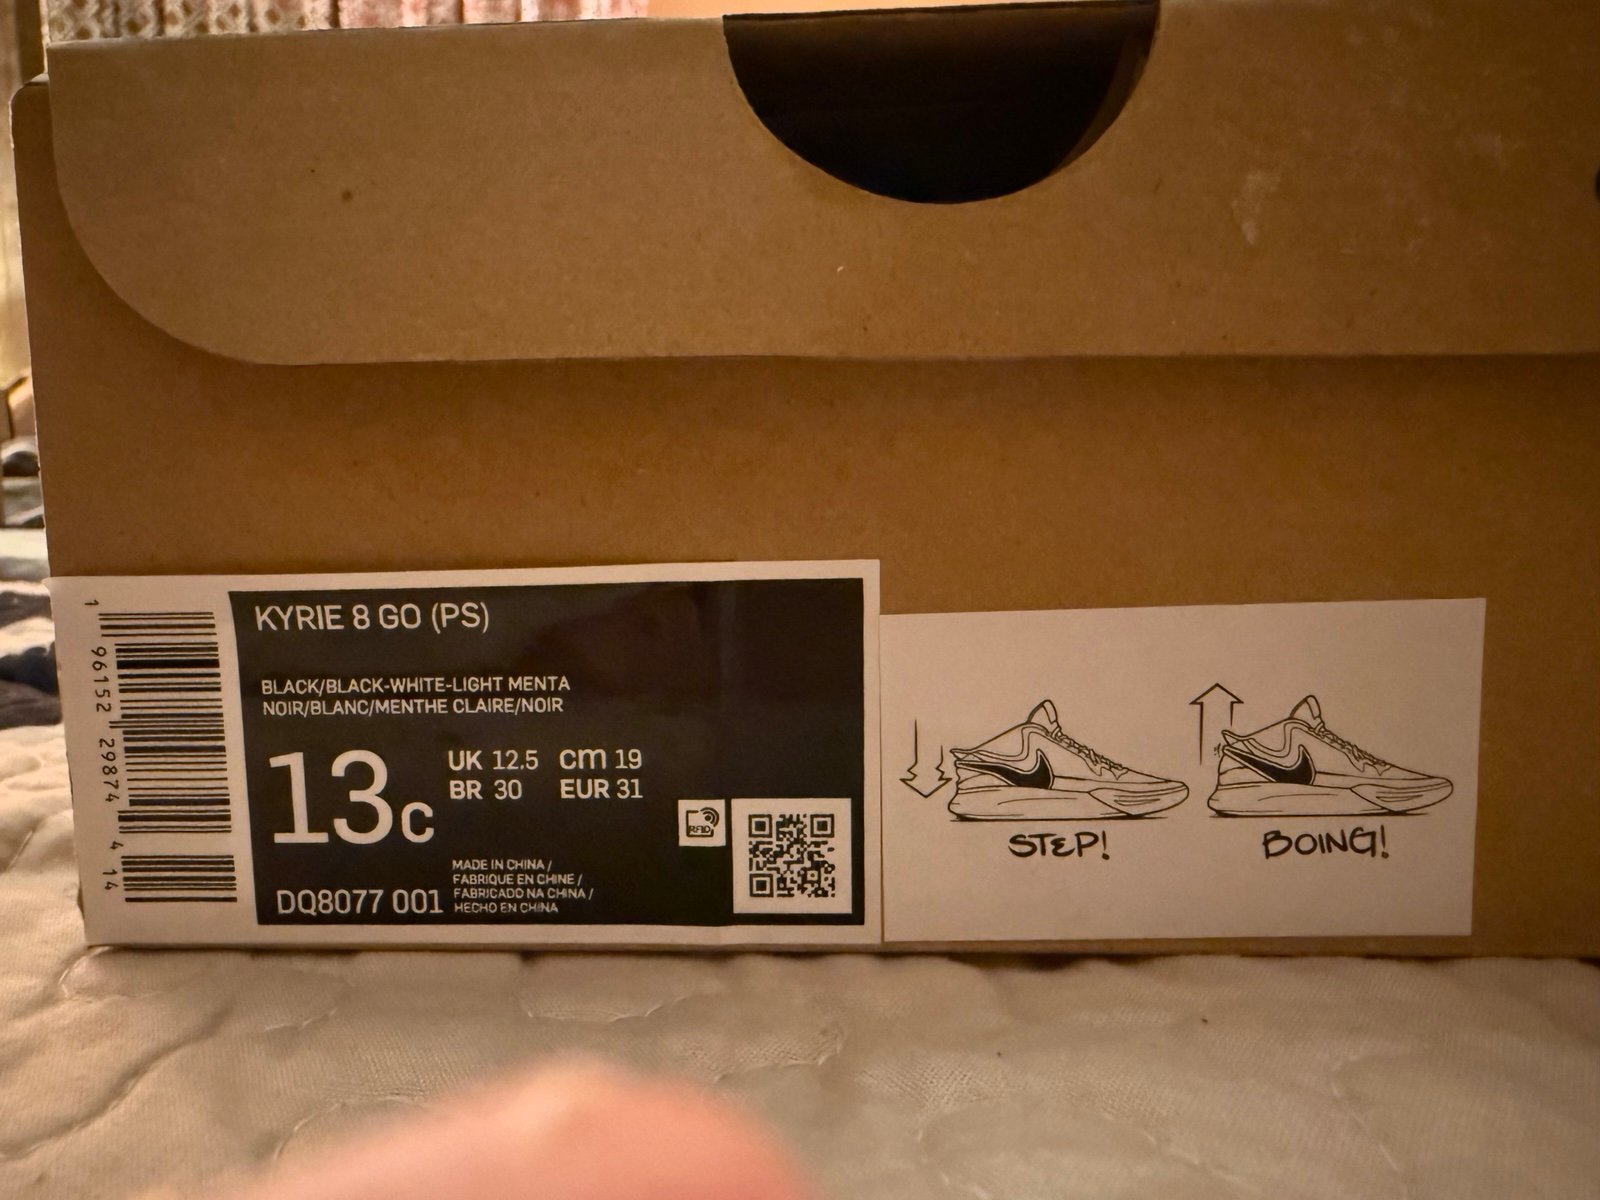 KYRIE 8 GO (PS)
BLACK/BLACK-WHITE-LIGHT MENTA
NOIR/BLANC/MENTHE CLAIRE/NOIR
13c
UK 12.5 cm 19
BR 30 EUR 31
RFID
MADE IN CHINA /
FABRIQUE EN CHINE /
FABRICADO NA CHINA /
HECHO EN CHINA
DQ8077 001
1 96152 29874 4 14
STEP!
BOING!